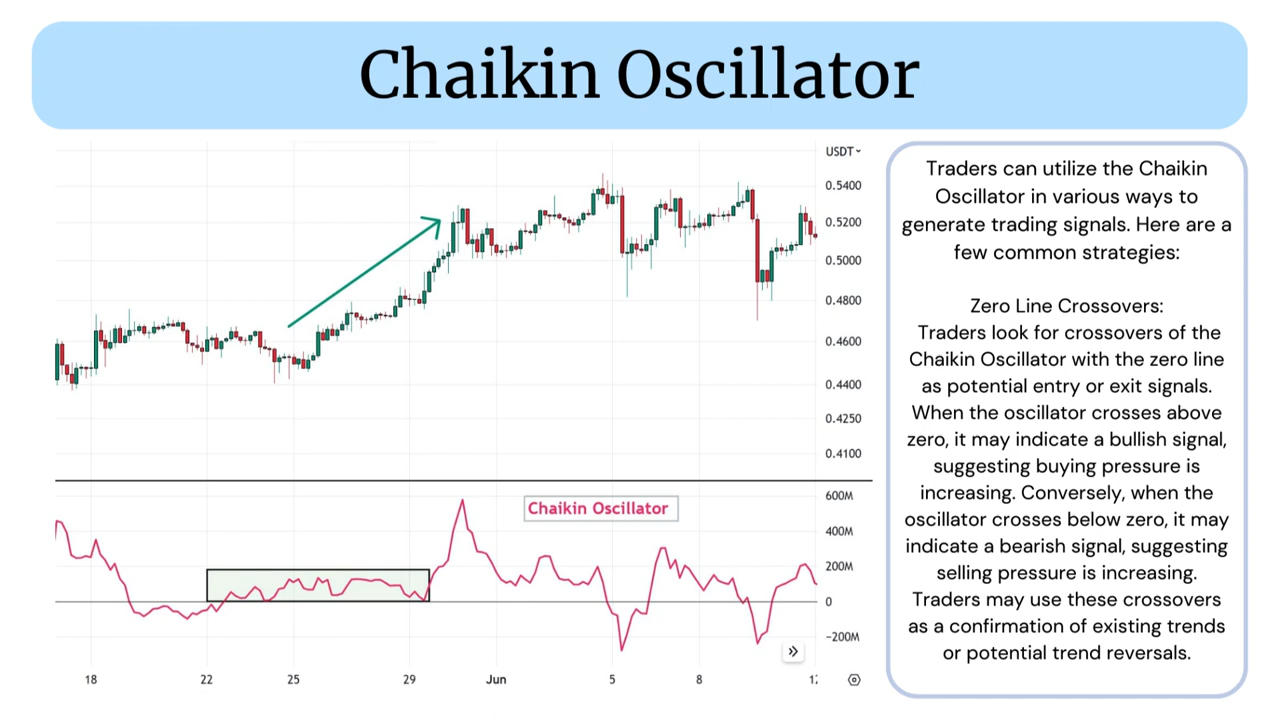 Chaikin Oscillator
USDT
0.5400
0.5200
0.5000
0.4800
0.4600
0.4400
0.4250
0.4100
Chaikin Oscillator
600M
400M
200M
0
−200M
18 22 25 29 Jun 5 8
Traders can utilize the Chaikin
Oscillator in various ways to
generate trading signals. Here are a
few common strategies:
Zero Line Crossovers:
Traders look for crossovers of the
Chaikin Oscillator with the zero line
as potential entry or exit signals.
When the oscillator crosses above
zero, it may indicate a bullish signal,
suggesting buying pressure is
increasing. Conversely, when the
oscillator crosses below zero, it may
indicate a bearish signal, suggesting
selling pressure is increasing.
Traders may use these crossovers
as a confirmation of existing trends
or potential trend reversals.